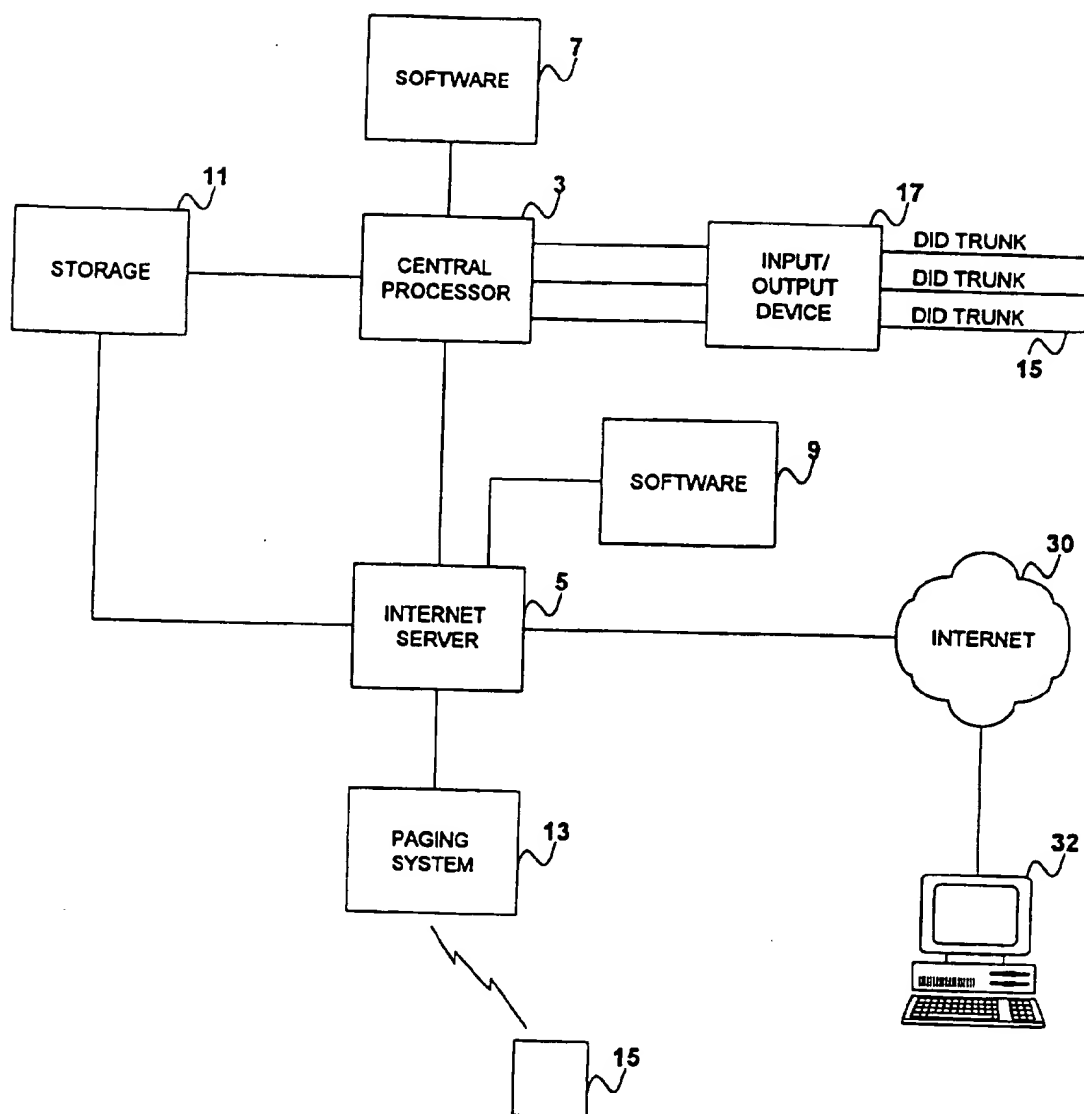 7
SOFTWARE
11
3
17
STORAGE
CENTRAL
PROCESSOR
INPUT/
OUTPUT
DEVICE
DID TRUNK
DID TRUNK
DID TRUNK
15
9
SOFTWARE
30
5
INTERNET
SERVER
INTERNET
13
PAGING
SYSTEM
32
15